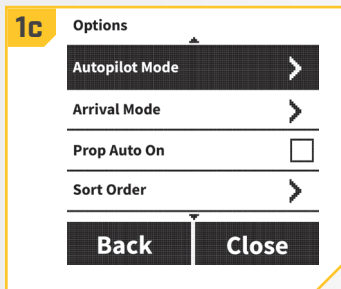 1c
Options
Autopilot Mode
Arrival Mode
Prop Auto On
Sort Order
Back Close